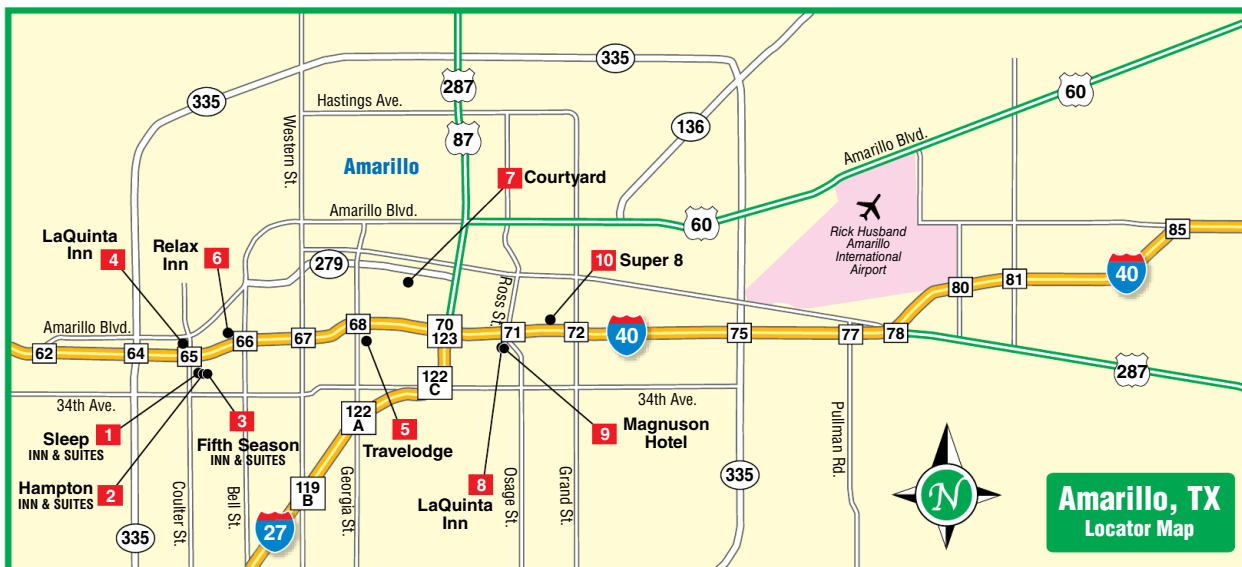 335
287
335
60
Hastings Ave.
Western St.
87
136
Amarillo Blvd.
Amarillo
7 Courtyard
Amarillo Blvd.
60
Rick Husband
Amarillo
International
Airport
85
LaQuinta
Inn
4
Relax
Inn
6
279
10 Super 8
Ross St.
40
80
81
Amarillo Blvd.
62
64
65
66
67
68
70
123
71
72
40
75
77
78
287
122
C
34th Ave.
34th Ave.
122
A
Sleep
INN & SUITES
1
3
Fifth Season
INN & SUITES
5
Travelodge
9
Magnuson
Hotel
Pullman Rd.
Hampton
INN & SUITES
2
Coulter St.
Bell St.
119
B
Georgia St.
8
LaQuinta
Inn
Osage St.
Grand St.
335
335
27
N
Amarillo, TX
Locator Map